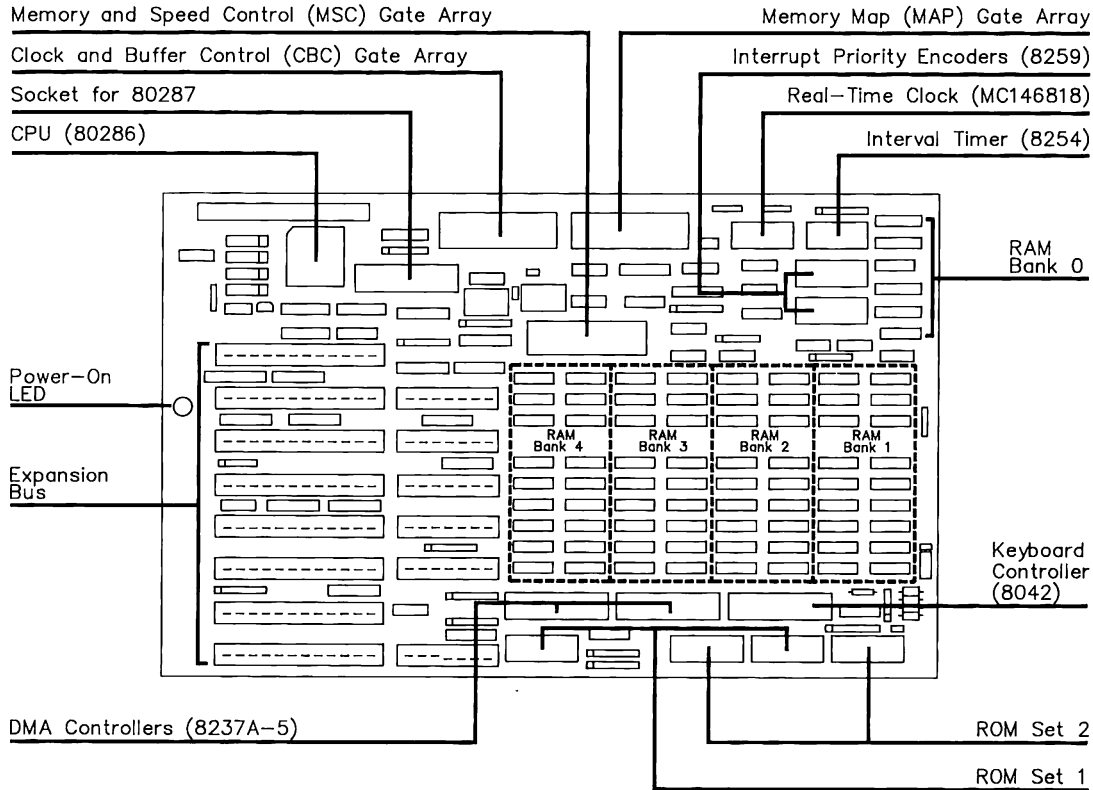 Memory and Speed Control (MSC) Gate Array
Memory Map (MAP) Gate Array
Clock and Buffer Control (CBC) Gate Array
Interrupt Priority Encoders (8259)
Socket for 80287
Real-Time Clock (MC146818)
CPU (80286)
Interval Timer (8254)
RAM
Bank 0
Power-On
LED
RAM
Bank 4
RAM
Bank 3
RAM
Bank 2
RAM
Bank 1
Expansion
Bus
Keyboard
Controller
(8042)
DMA Controllers (8237A-5)
ROM Set 2
ROM Set 1